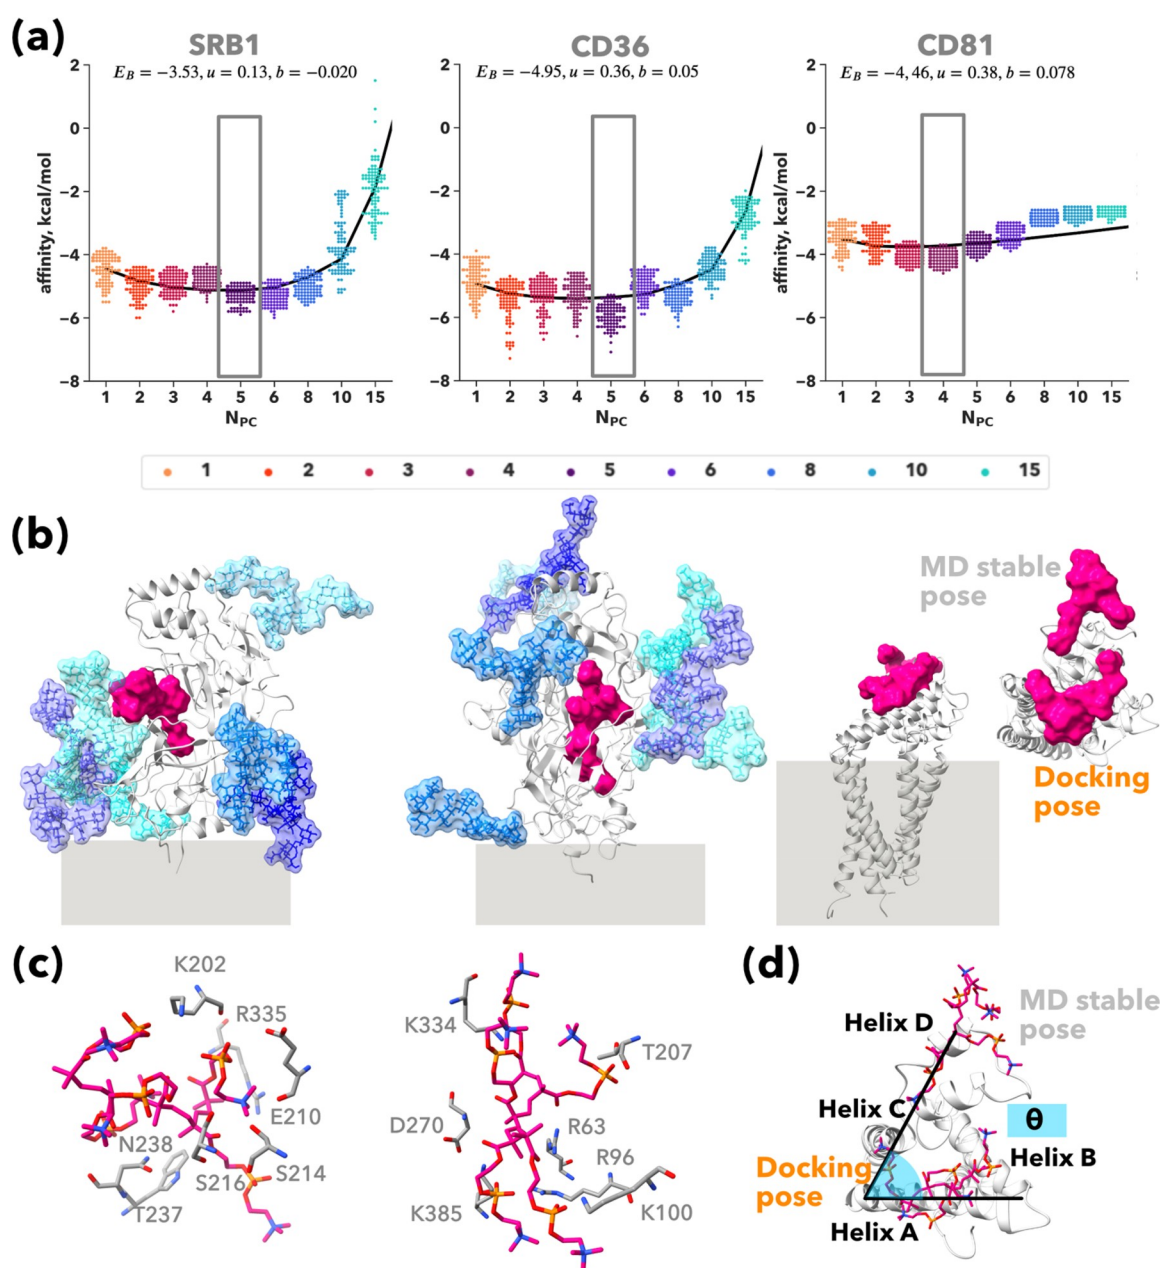 (a)
SRB1
CD36
CD81
E_B = −3.53, u = 0.13, b = −0.020
E_B = −4.95, u = 0.36, b = 0.05
E_B = −4,46, u = 0.38, b = 0.078
affinity, kcal/mol
2
0
−2
−4
−6
−8
1 2 3 4 5 6 8 10 15
N_PC
affinity, kcal/mol
2
0
−2
−4
−6
−8
1 2 3 4 5 6 8 10 15
N_PC
affinity, kcal/mol
2
0
−2
−4
−6
−8
1 2 3 4 5 6 8 10 15
N_PC
1 2 3 4 5 6 8 10 15
(b)
MD stable
pose
Docking
pose
(c)
K202
R335
E210
N238
S214
S216
T237
K334
T207
D270
R63
R96
K385
K100
(d)
MD stable
pose
Helix D
Helix C
θ
Helix B
Docking
pose
Helix A